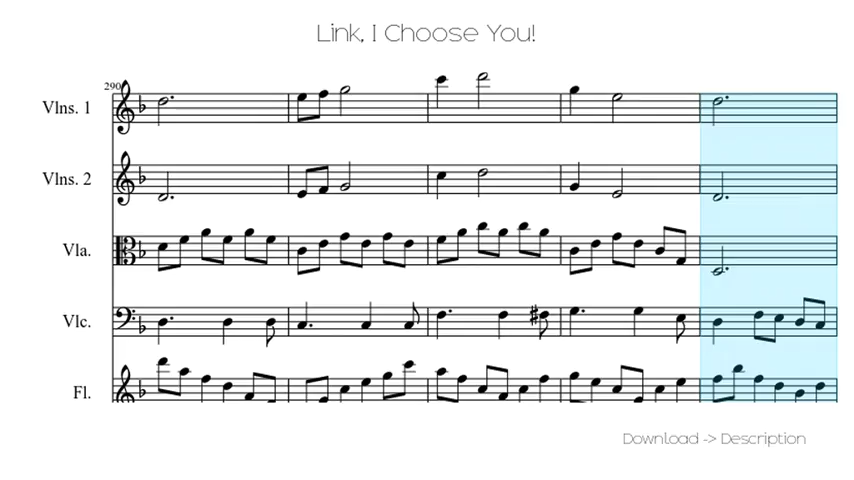 Link, I Choose You!
290
Vlns. 1
Vlns. 2
Vla.
Vlc.
Fl.
Download -> Description